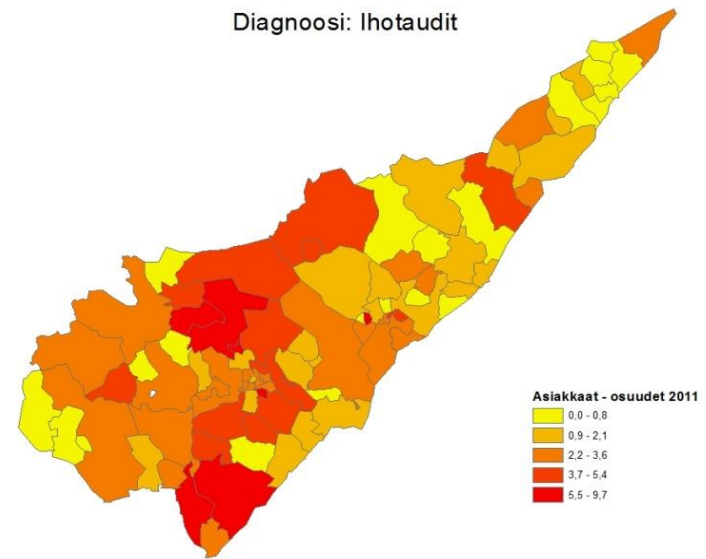 Diagnoosi: Ihotaudit
Asiakkaat - osuudet 2011
0,0 - 0,8
0,9 - 2,1
2,2 - 3,6
3,7 - 5,4
5,5 - 9,7